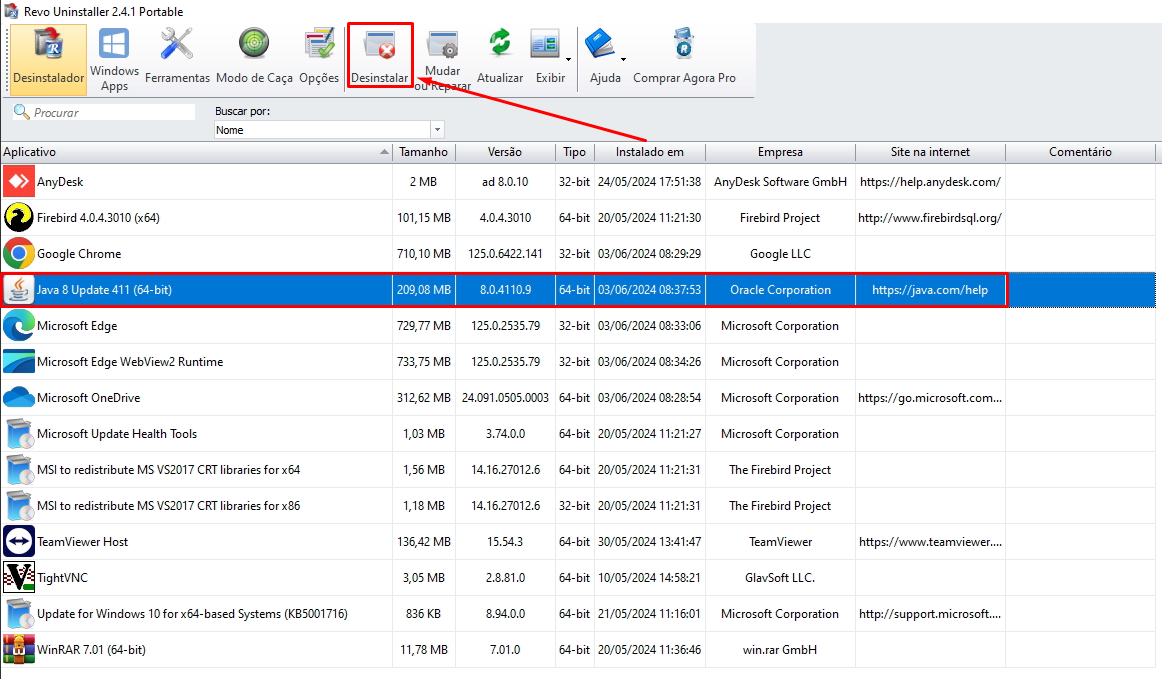 Revo Uninstaller 2.4.1 Portable
Desinstalador
Windows Apps
Ferramentas
Modo de Caça
Opções
Desinstalar
Mudar ou Reparar
Atualizar
Exibir
Ajuda
Comprar Agora Pro
Procurar
Buscar por:
Nome
Aplicativo Tamanho Versão Tipo Instalado em Empresa Site na internet Comentário
AnyDesk 2 MB ad 8.0.10 32-bit 24/05/2024 17:51:38 AnyDesk Software GmbH https://help.anydesk.com/
Firebird 4.0.4.3010 (x64) 101,15 MB 4.0.4.3010 64-bit 20/05/2024 11:21:30 Firebird Project http://www.firebirdsql.org/
Google Chrome 710,10 MB 125.0.6422.141 32-bit 03/06/2024 08:29:29 Google LLC
Java 8 Update 411 (64-bit) 209,08 MB 8.0.4110.9 64-bit 03/06/2024 08:37:53 Oracle Corporation https://java.com/help
Microsoft Edge 729,77 MB 125.0.2535.79 32-bit 03/06/2024 08:33:06 Microsoft Corporation
Microsoft Edge WebView2 Runtime 733,75 MB 125.0.2535.79 32-bit 03/06/2024 08:34:26 Microsoft Corporation
Microsoft OneDrive 312,62 MB 24.091.0505.0003 64-bit 03/06/2024 08:28:54 Microsoft Corporation https://go.microsoft.com...
Microsoft Update Health Tools 1,03 MB 3.74.0.0 64-bit 20/05/2024 11:21:27 Microsoft Corporation
MSI to redistribute MS VS2017 CRT libraries for x64 1,56 MB 14.16.27012.6 64-bit 20/05/2024 11:21:31 The Firebird Project
MSI to redistribute MS VS2017 CRT libraries for x86 1,18 MB 14.16.27012.6 32-bit 20/05/2024 11:21:31 The Firebird Project
TeamViewer Host 136,42 MB 15.54.3 64-bit 30/05/2024 13:41:47 TeamViewer https://www.teamviewer....
TightVNC 3,05 MB 2.8.81.0 64-bit 10/05/2024 14:58:21 GlavSoft LLC.
Update for Windows 10 for x64-based Systems (KB5001716) 836 KB 8.94.0.0 64-bit 21/05/2024 11:16:01 Microsoft Corporation http://support.microsoft....
WinRAR 7.01 (64-bit) 11,78 MB 7.01.0 64-bit 20/05/2024 11:36:46 win.rar GmbH